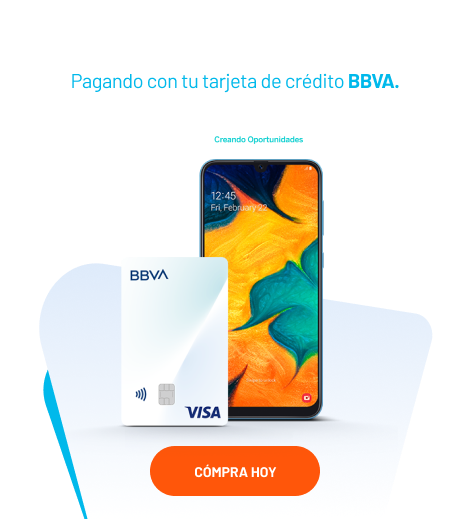 Pagando con tu tarjeta de crédito BBVA.
Creando Oportunidades
12:45
Fri, February 22
BBVA
VISA
CÓMPRA HOY